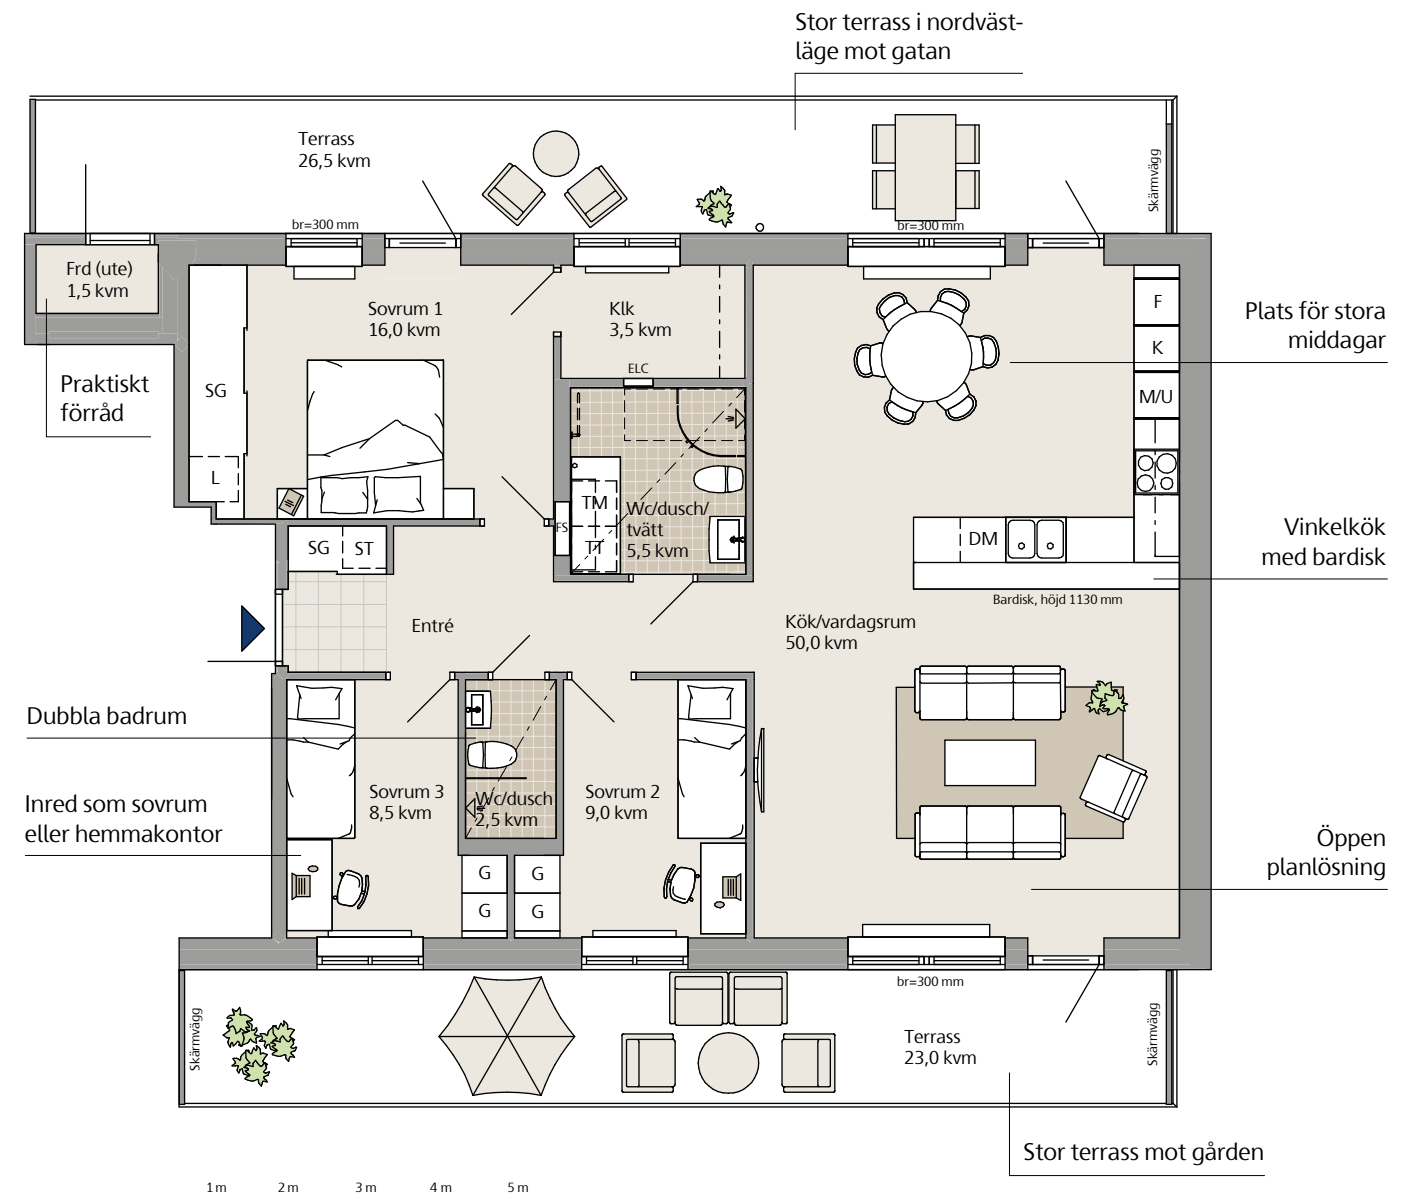 Stor terrass i nordväst-
läge mot gatan
Terrass
26,5 kvm
Skärmvägg
br=300 mm
br=300 mm
Frd (ute)
1,5 kvm
Sovrum 1
16,0 kvm
Klk
3,5 kvm
F
Plats för stora
middagar
K
ELC
Praktiskt
förråd
SG
M/U
L
TM
Wc/dusch/
tvätt
5,5 kvm
FS
TT
SG
ST
DM
Vinkelkök
med bardisk
Bardisk, höjd 1130 mm
Entré
Kök/vardagsrum
50,0 kvm
Dubbla badrum
Sovrum 3
8,5 kvm
Wc/dusch
2,5 kvm
Sovrum 2
9,0 kvm
Inred som sovrum
eller hemmakontor
Öppen
planlösning
G
G
G
G
br=300 mm
Skärmvägg
Terrass
23,0 kvm
Skärmvägg
Stor terrass mot gården
1 m
2 m
3 m
4 m
5 m